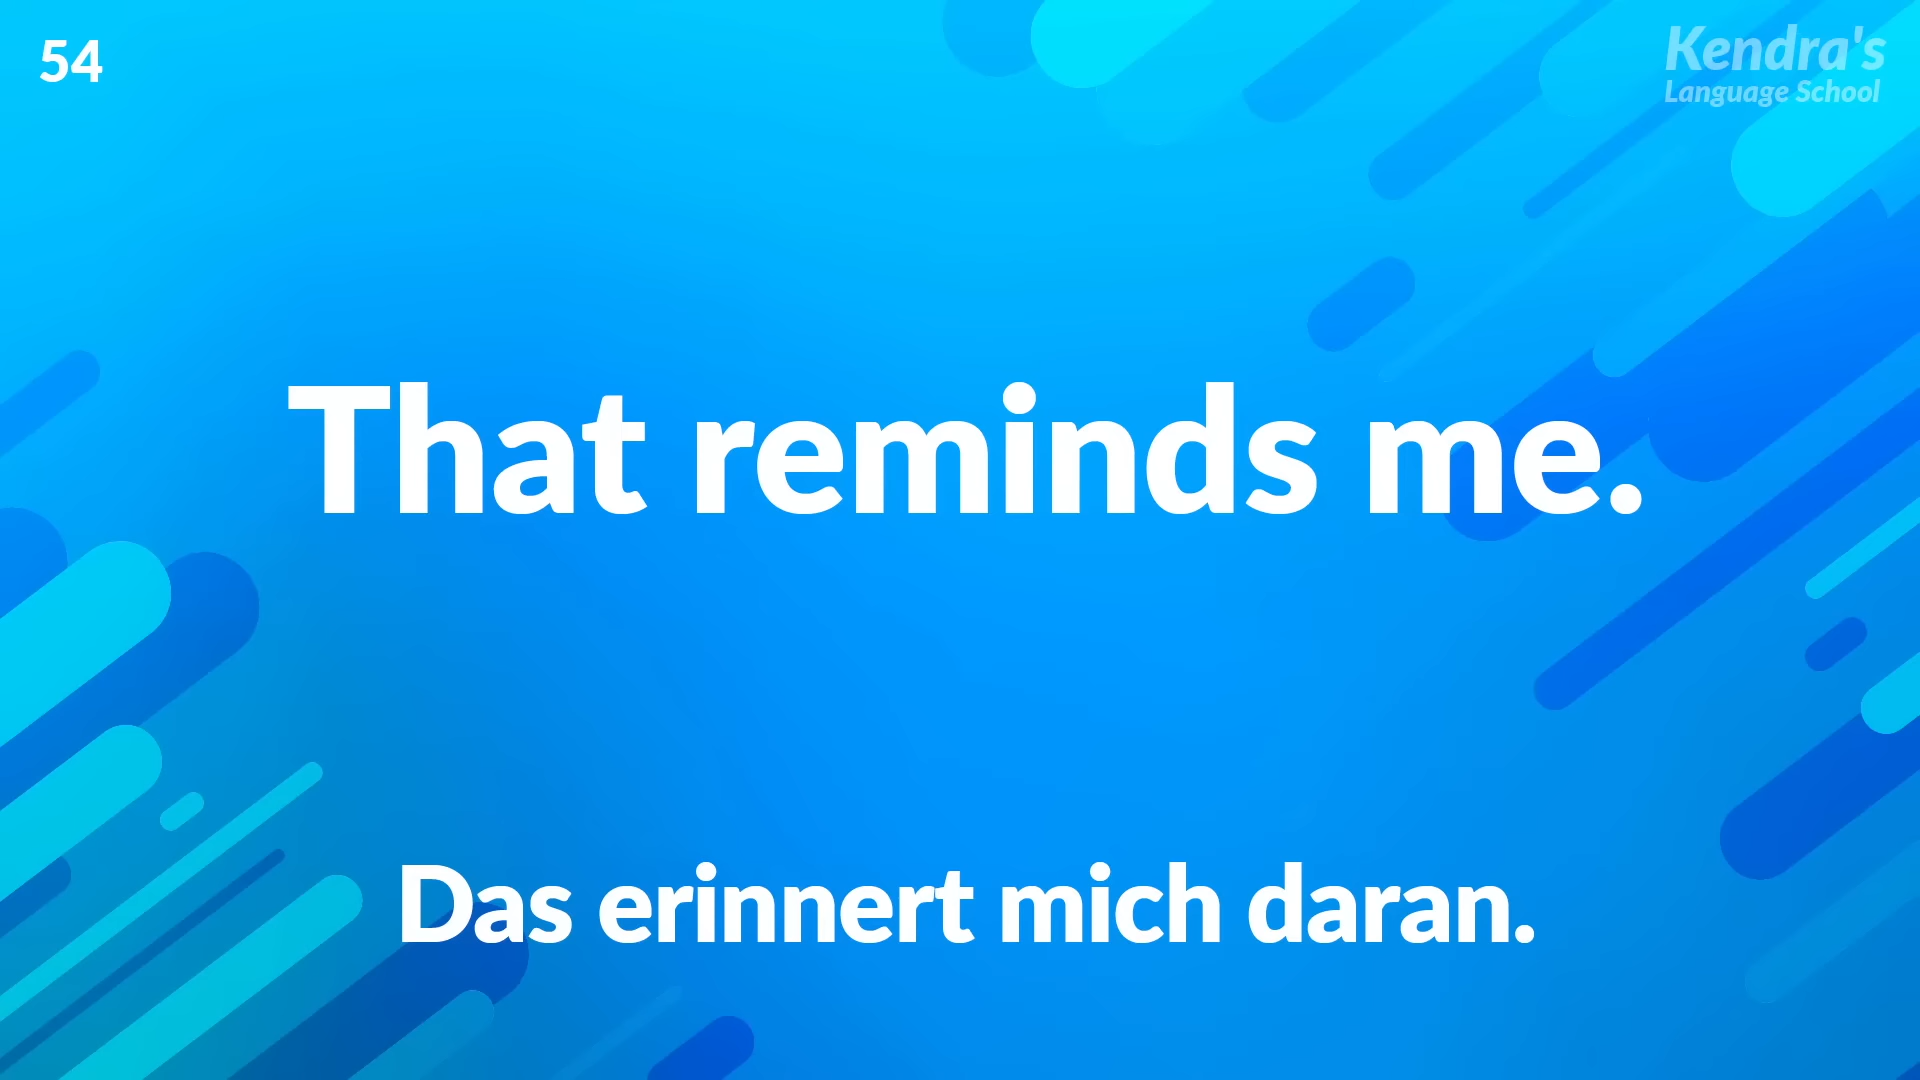 54
Kendra's
Language School
That reminds me.
Das erinnert mich daran.